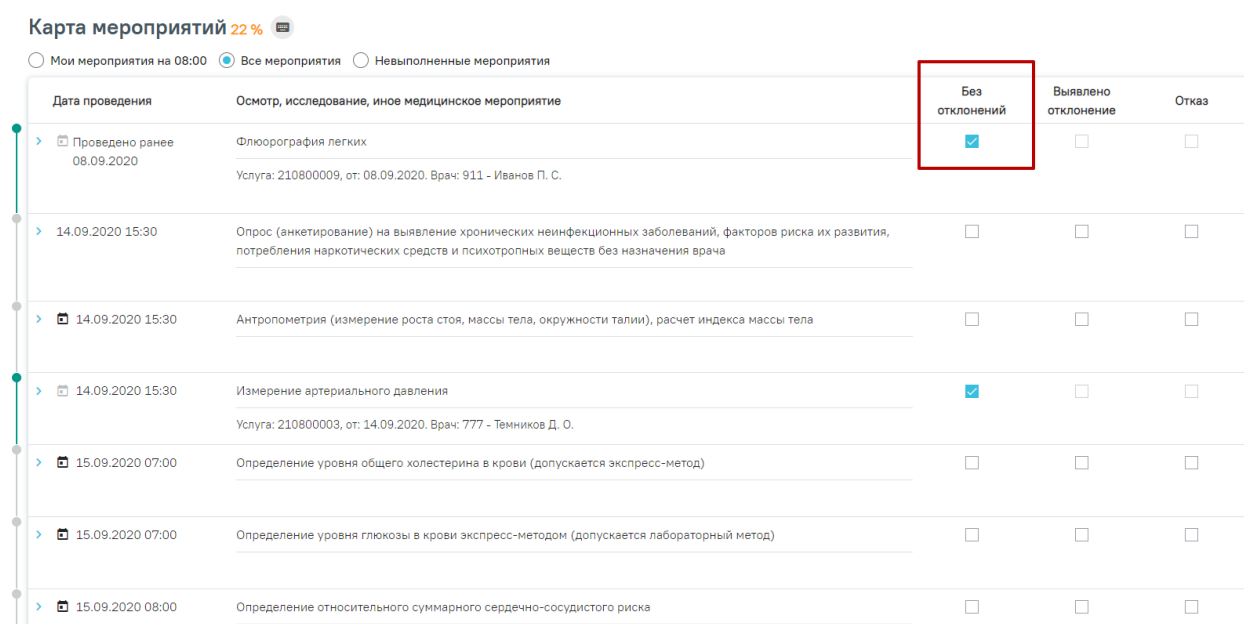 Карта мероприятий 22 %
Мои мероприятия на 08:00 Все мероприятия Невыполненные мероприятия
Дата проведения Осмотр, исследование, иное медицинское мероприятие Без отклонений Выявлено отклонение Отказ
Проведено ранее Флюорография легких
08.09.2020
Услуга: 210800009, от: 08.09.2020. Врач: 911 - Иванов П. С.
14.09.2020 15:30 Опрос (анкетирование) на выявление хронических неинфекционных заболеваний, факторов риска их развития,
потребления наркотических средств и психотропных веществ без назначения врача
14.09.2020 15:30 Антропометрия (измерение роста стоя, массы тела, окружности талии), расчет индекса массы тела
14.09.2020 15:30 Измерение артериального давления
Услуга: 210800003, от: 14.09.2020. Врач: 777 - Темников Д. О.
15.09.2020 07:00 Определение уровня общего холестерина в крови (допускается экспресс-метод)
15.09.2020 07:00 Определение уровня глюкозы в крови экспресс-методом (допускается лабораторный метод)
15.09.2020 08:00 Определение относительного суммарного сердечно-сосудистого риска